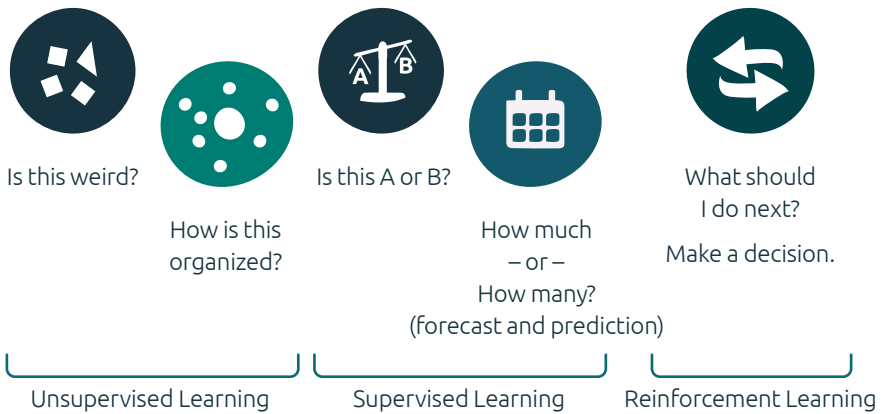 A B
Is this weird?
How is this
organized?
Is this A or B?
How much
– or –
How many?
(forecast and prediction)
What should
I do next?
Make a decision.
Unsupervised Learning
Supervised Learning
Reinforcement Learning